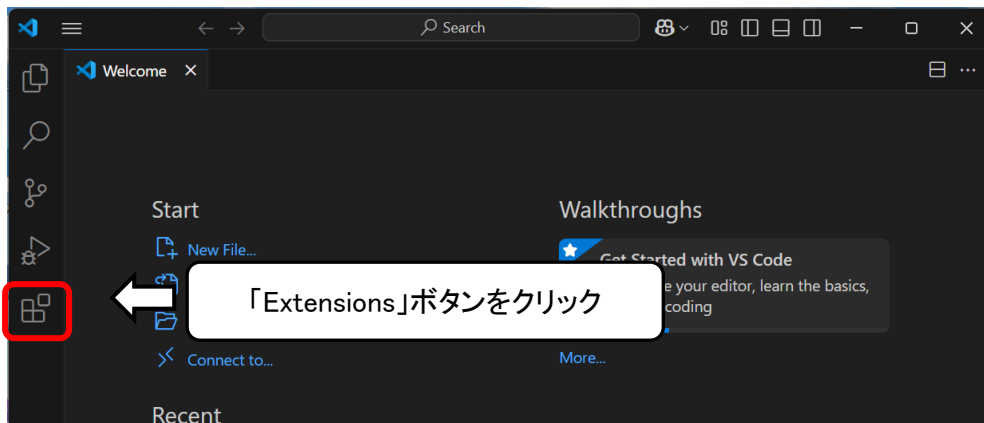 Search
Welcome
Start
Walkthroughs
New File...
Get Started with VS Code
your editor, learn the basics,
coding
「Extensions」ボタンをクリック
Connect to...
More...
Recent